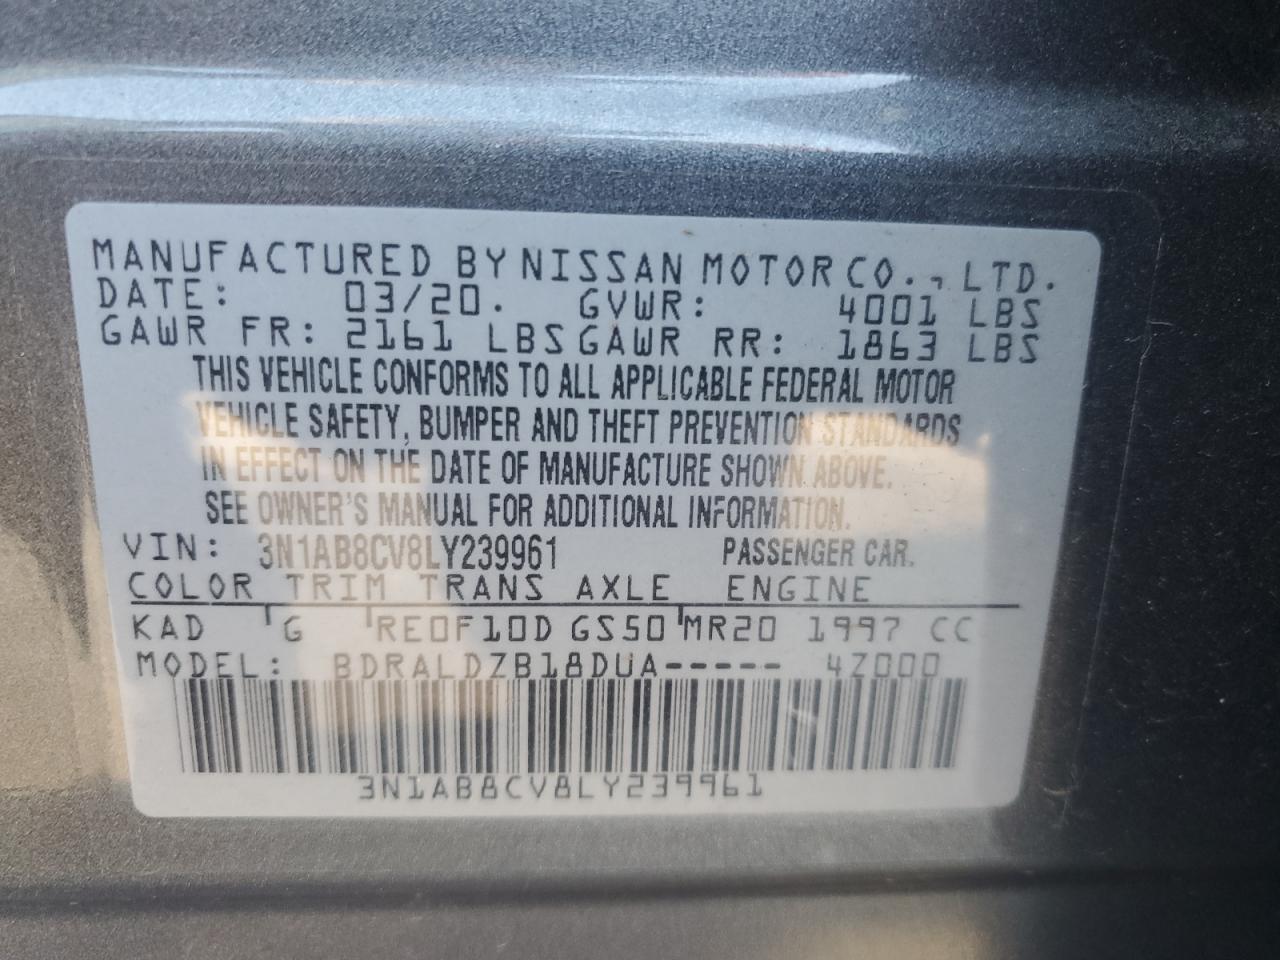 MANUFACTURED BY NISSAN MOTOR CO., LTD.
DATE: 03/20. GVWR: 4001 LBS
GAWR FR: 2161 LBS GAWR RR: 1863 LBS
THIS VEHICLE CONFORMS TO ALL APPLICABLE FEDERAL MOTOR
VEHICLE SAFETY, BUMPER AND THEFT PREVENTION STANDARDS
IN EFFECT ON THE DATE OF MANUFACTURE SHOWN ABOVE.
SEE OWNER'S MANUAL FOR ADDITIONAL INFORMATION.
VIN: 3N1AB8CV8LY239961 PASSENGER CAR.
COLOR TRIM TRANS AXLE ENGINE
KAD G RE0F10D GS50 MR20 1997 CC
MODEL: BDRALDZB18DUA----- 4Z000
3N1AB8CV8LY239961